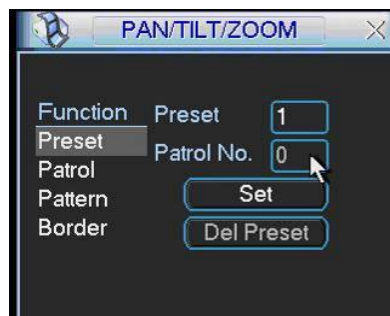 PAN/TILT/ZOOM
Function
Preset
Patrol
Pattern
Border
Preset 1
Patrol No. 0
Set
Del Preset